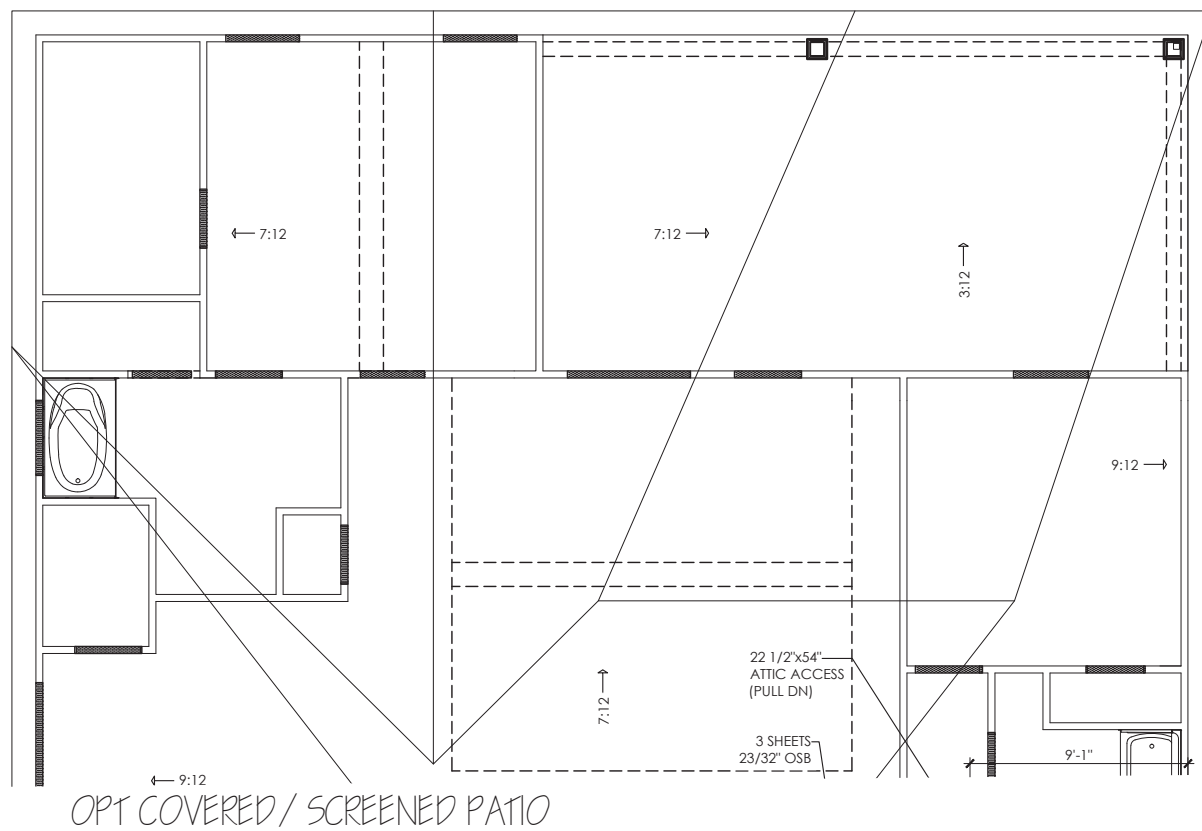 7:12
7:12
3:12
9:12
22 1/2"x54"
ATTIC ACCESS
(PULL DN)
7:12
3 SHEETS
23/32" OSB
9'-1"
9:12
OPT COVERED/ SCREENED PATIO